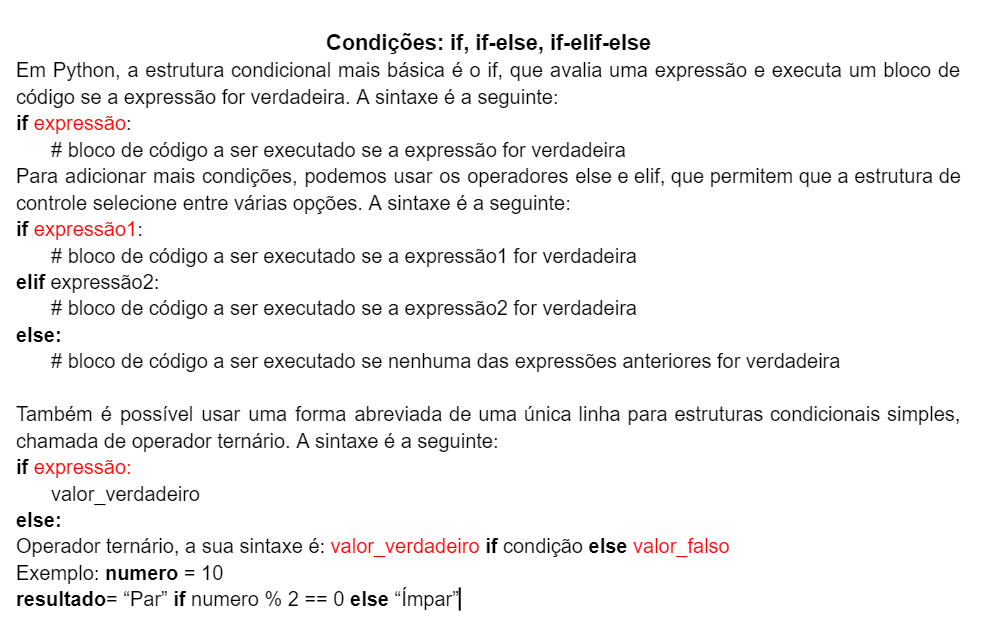 Condições: if, if-else, if-elif-else
Em Python, a estrutura condicional mais básica é o if, que avalia uma expressão e executa um bloco de
código se a expressão for verdadeira. A sintaxe é a seguinte:
if expressão:
# bloco de código a ser executado se a expressão for verdadeira
Para adicionar mais condições, podemos usar os operadores else e elif, que permitem que a estrutura de
controle selecione entre várias opções. A sintaxe é a seguinte:
if expressão1:
# bloco de código a ser executado se a expressão1 for verdadeira
elif expressão2:
# bloco de código a ser executado se a expressão2 for verdadeira
else:
# bloco de código a ser executado se nenhuma das expressões anteriores for verdadeira
Também é possível usar uma forma abreviada de uma única linha para estruturas condicionais simples,
chamada de operador ternário. A sintaxe é a seguinte:
if expressão:
valor_verdadeiro
else:
Operador ternário, a sua sintaxe é: valor_verdadeiro if condição else valor_falso
Exemplo: numero = 10
resultado= “Par” if numero % 2 == 0 else “Ímpar”